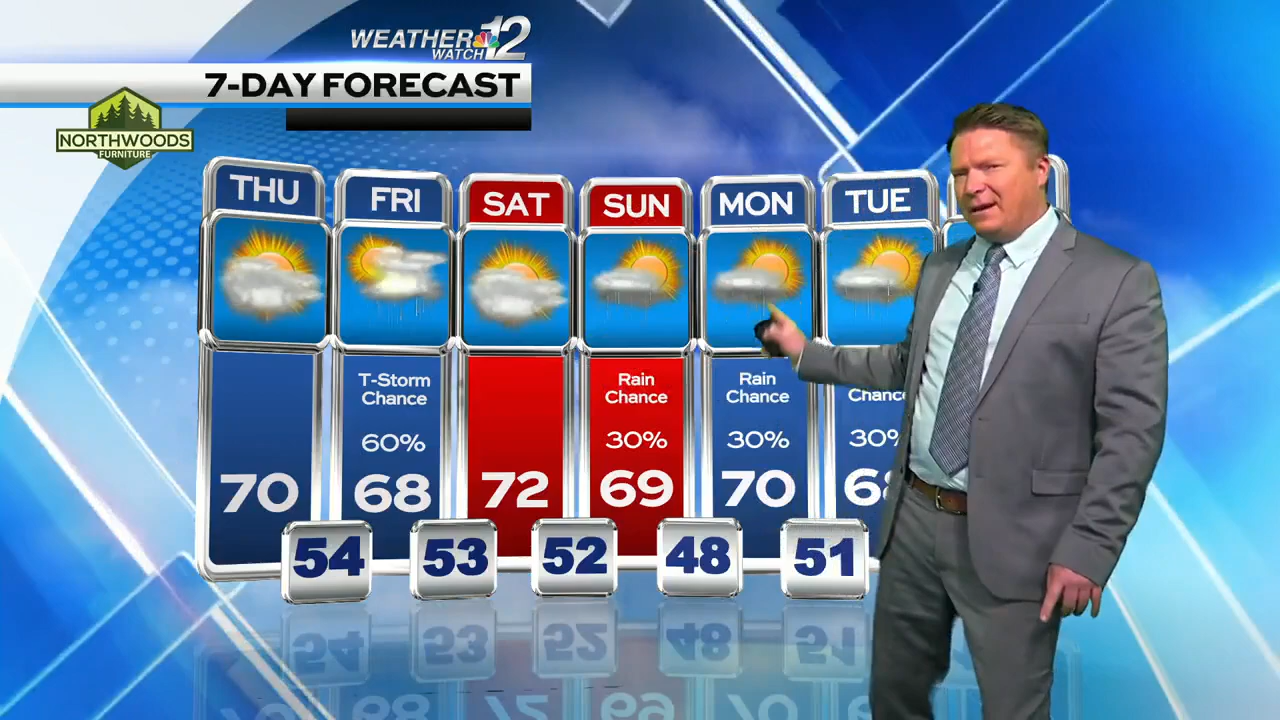 WEATHER 12
WATCH
7-DAY FORECAST
NORTHWOODS
FURNITURE
THU FRI SAT SUN MON TUE
T-Storm Rain Rain
Chance Chance Chance Chance
60% 30% 30% 30%
70 68 72 69 70
54 53 52 48 51